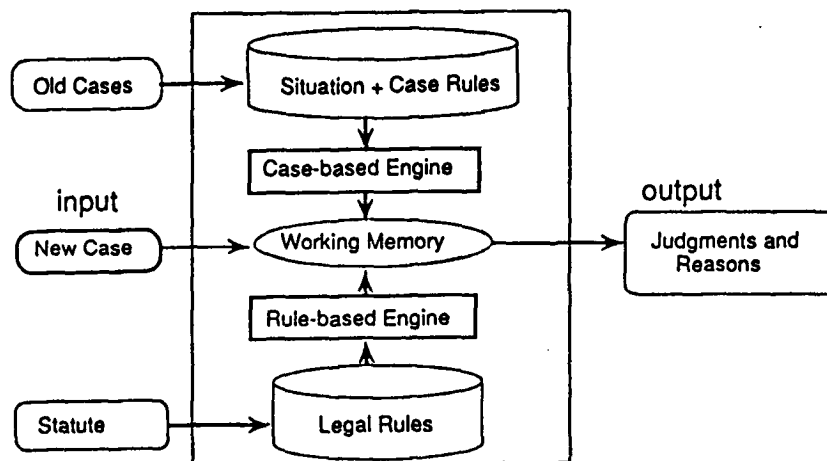 Old Cases
Situation + Case Rules
Case-based Engine
input
output
New Case
Working Memory
Judgments and
Reasons
Rule-based Engine
Statute
Legal Rules